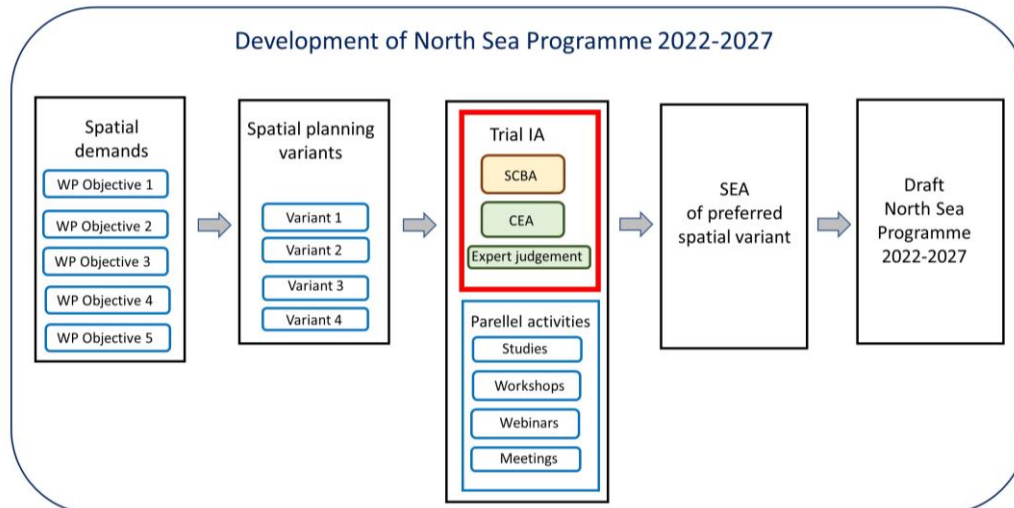 Development of North Sea Programme 2022-2027
Spatial
demands
WP Objective 1
WP Objective 2
WP Objective 3
WP Objective 4
WP Objective 5
Spatial planning
variants
Variant 1
Variant 2
Variant 3
Variant 4
Trial IA
SCBA
CEA
Expert judgement
Parellel activities
Studies
Workshops
Webinars
Meetings
SEA
of preferred
spatial variant
Draft
North Sea
Programme
2022-2027